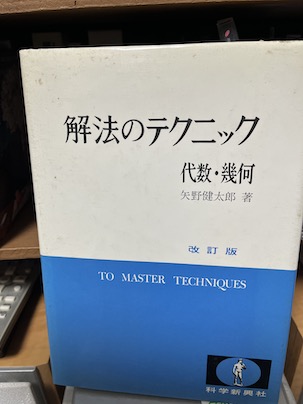 解法のテクニック
代数・幾何
矢野健太郎 著
改訂版
TO MASTER TECHNIQUES
科学新興社